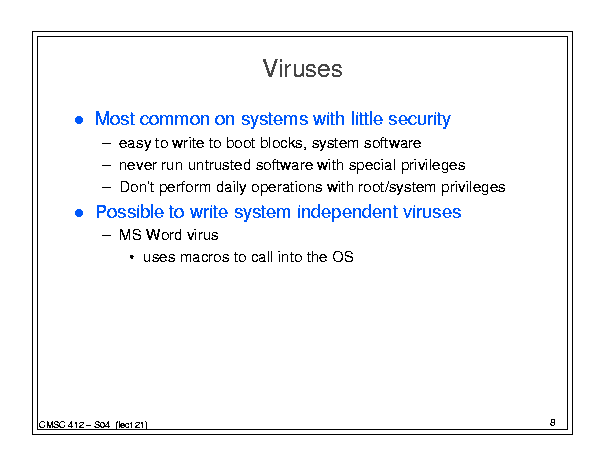 Viruses
● Most common on systems with little security
– easy to write to boot blocks, system software
– never run untrusted software with special privileges
– Don't perform daily operations with root/system privileges
● Possible to write system independent viruses
– MS Word virus
• uses macros to call into the OS
CMSC 412 – S04 (lect 21)
8